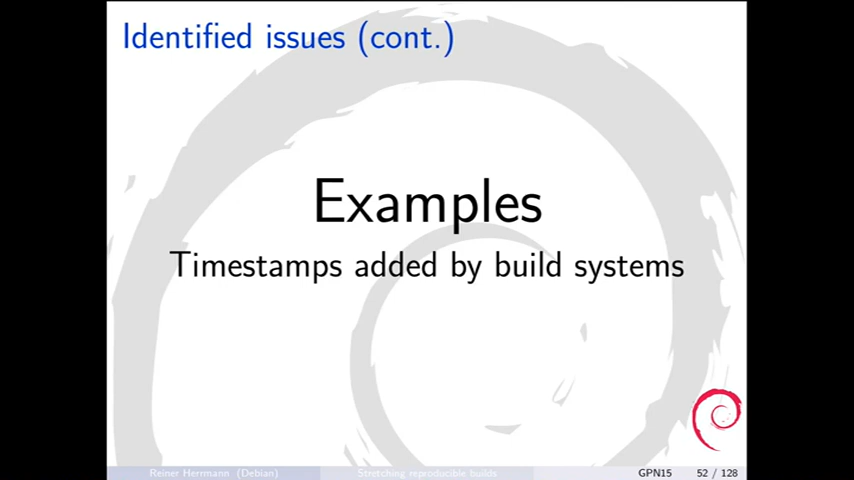 Identified issues (cont.)
Examples
Timestamps added by build systems
Reiner Herrmann (Debian) Stretching reproducible builds GPN15 52 / 128